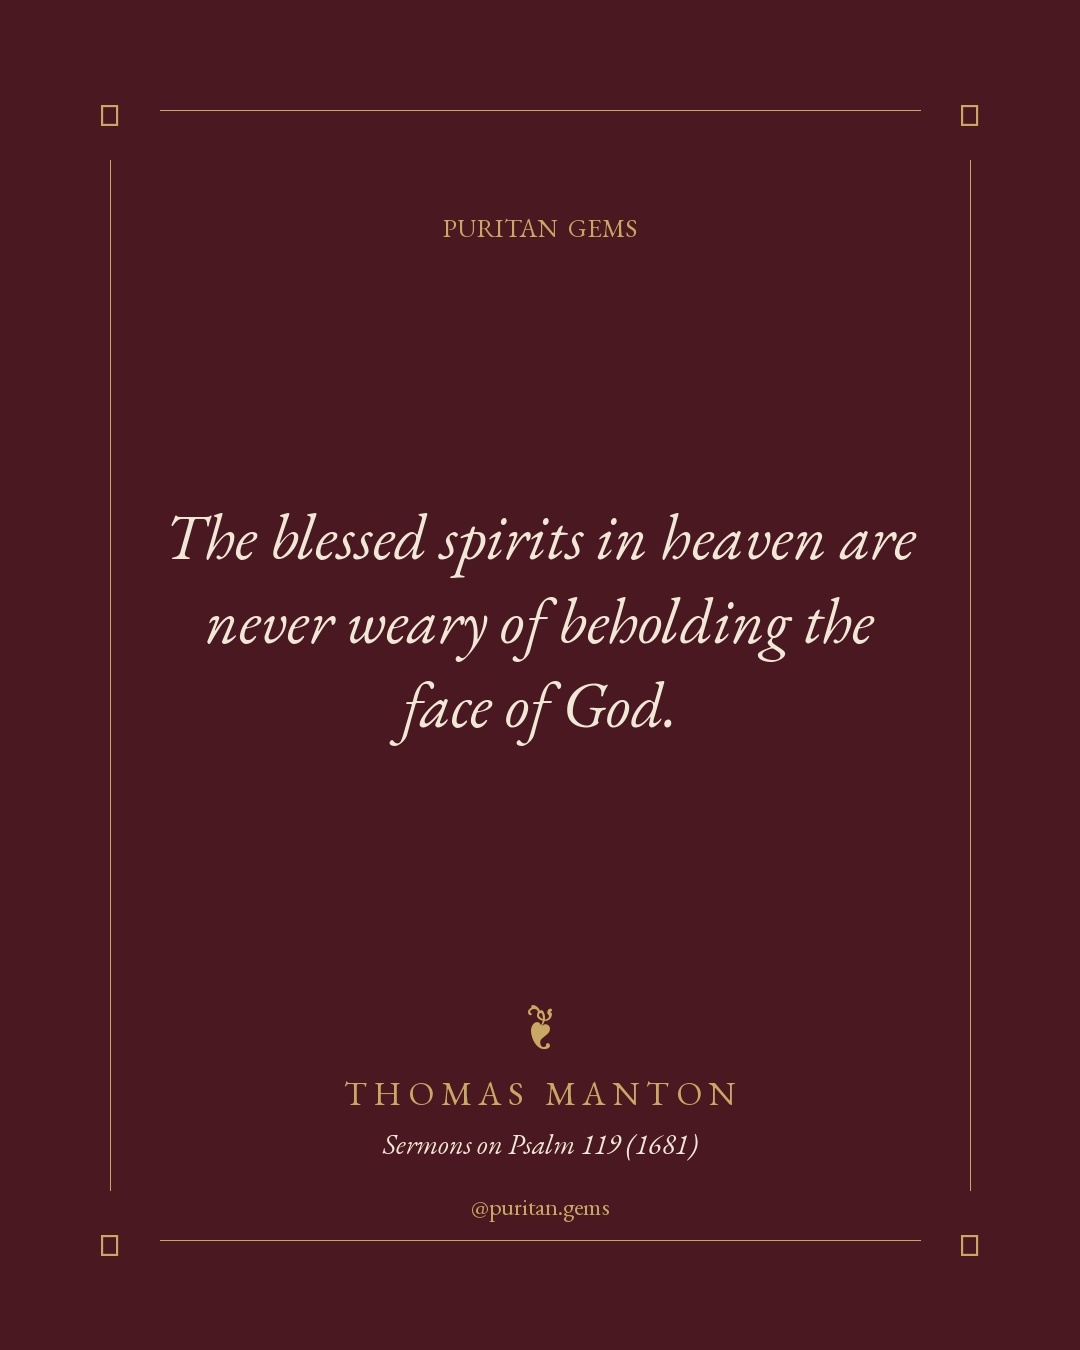 PURITAN GEMS
The blessed spirits in heaven are
never weary of beholding the
face of God.
THOMAS MANTON
Sermons on Psalm 119 (1681)
@puritan.gems